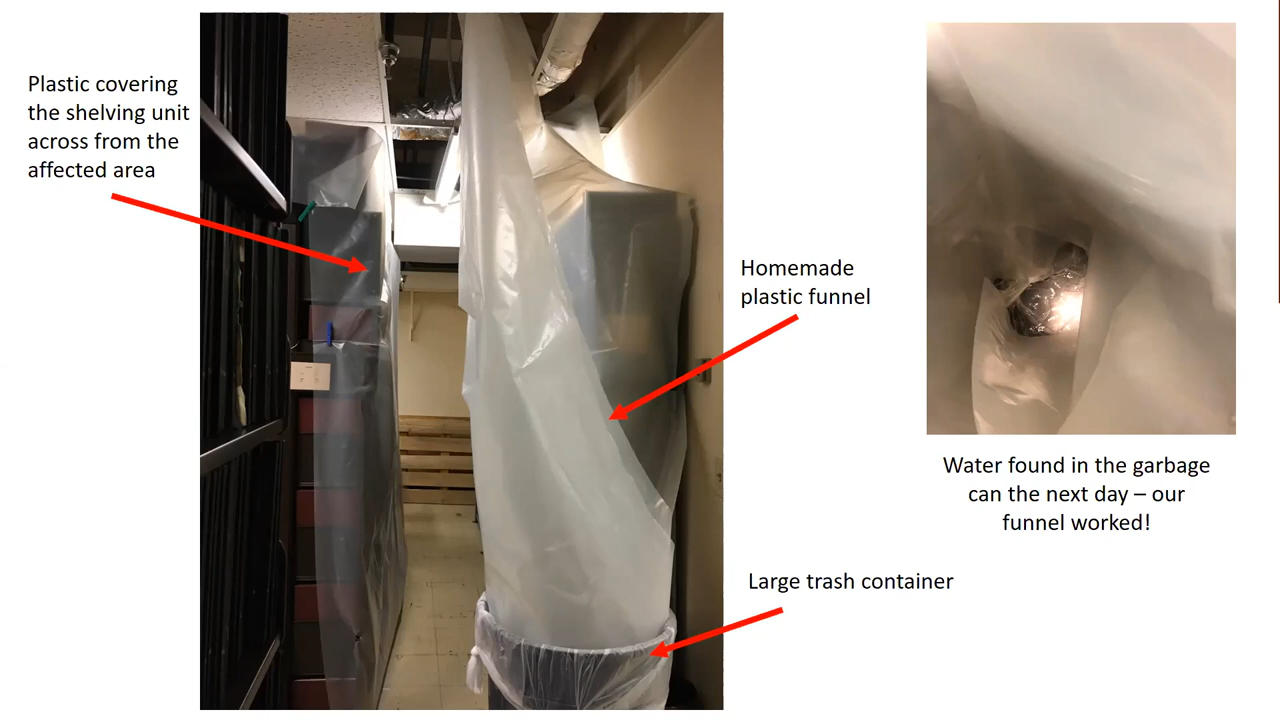 Plastic covering
the shelving unit
across from the
affected area
Homemade
plastic funnel
Water found in the garbage
can the next day – our
funnel worked!
Large trash container